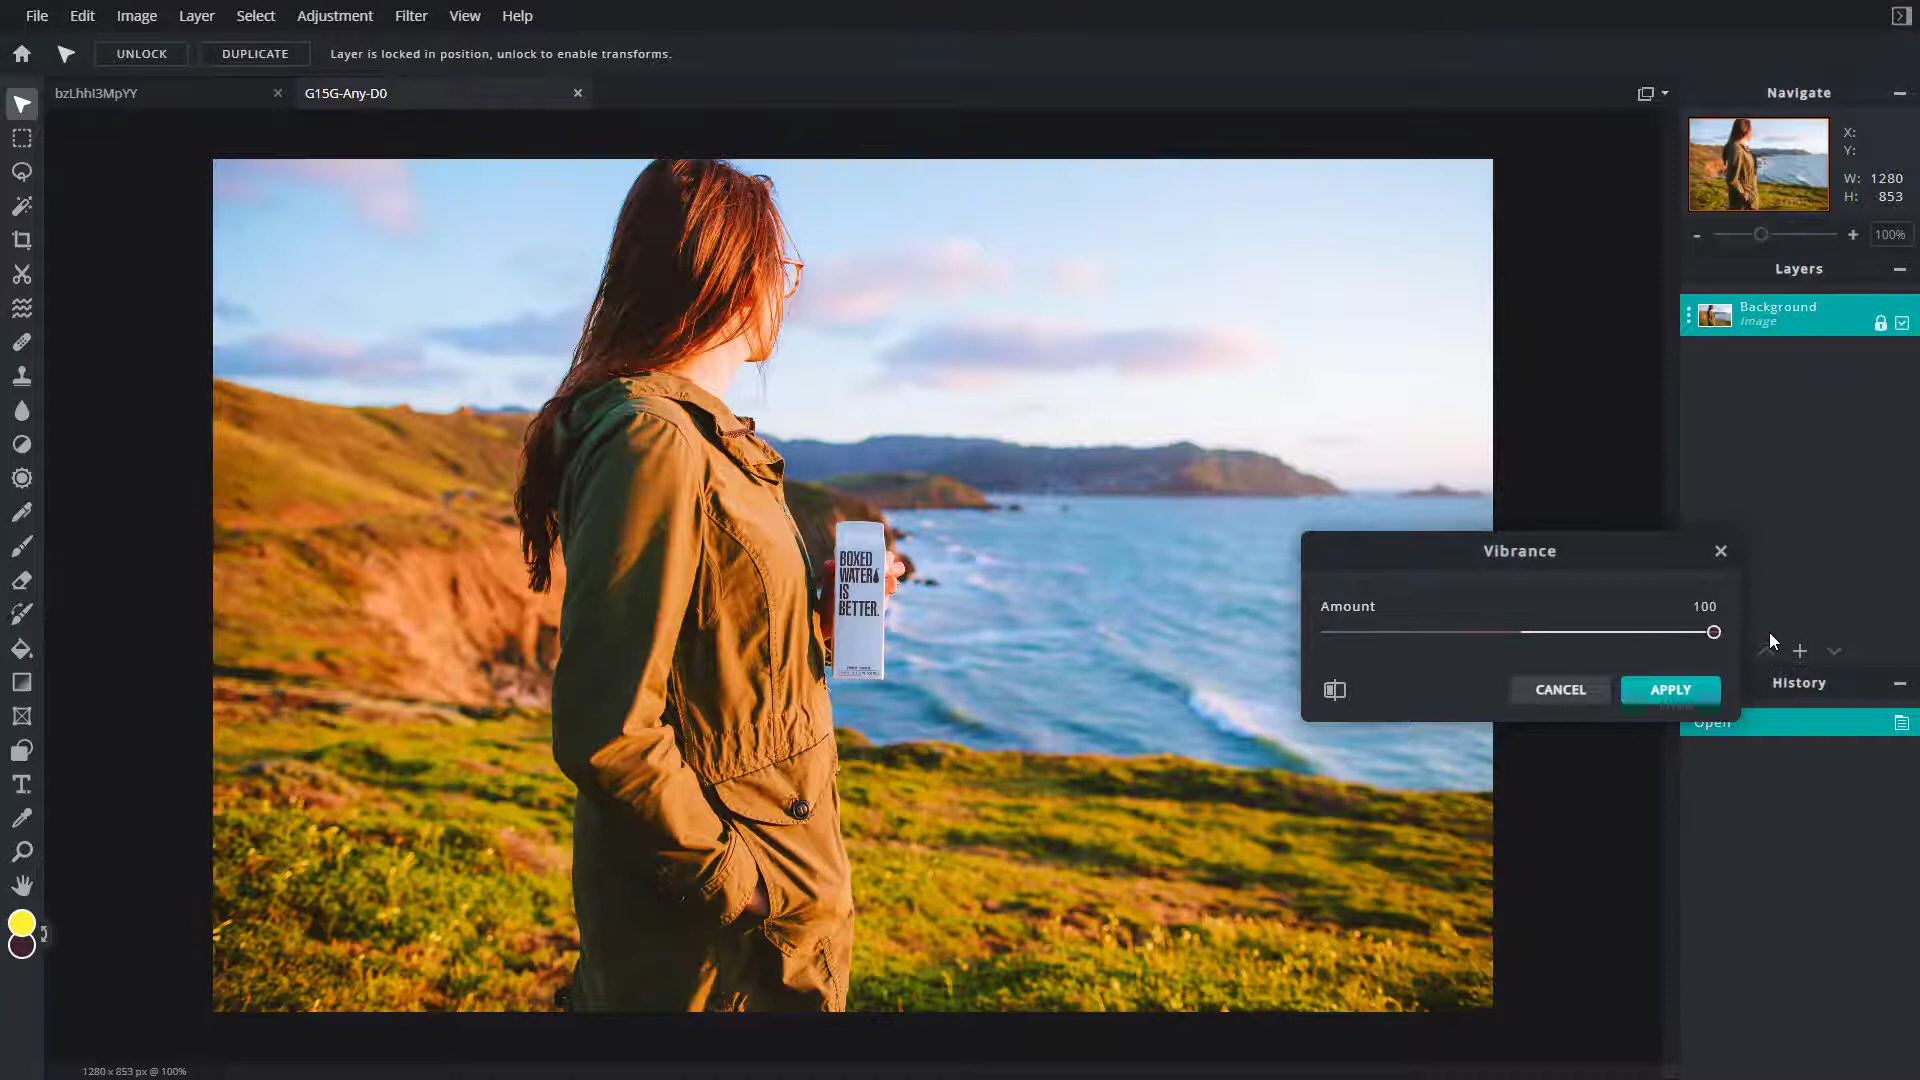 File Edit Image Layer Select Adjustment Filter View Help
UNLOCK DUPLICATE Layer is locked in position, unlock to enable transforms.
bzLhhI3MpYY G15G-Any-D0
Navigate
X:
Y:
W: 1280
H: 853
100%
Layers
Background
Image
BOXED
WATER
IS
BETTER.
Vibrance
Amount 100
CANCEL APPLY
History
Open
1280 x 853 px @ 100%